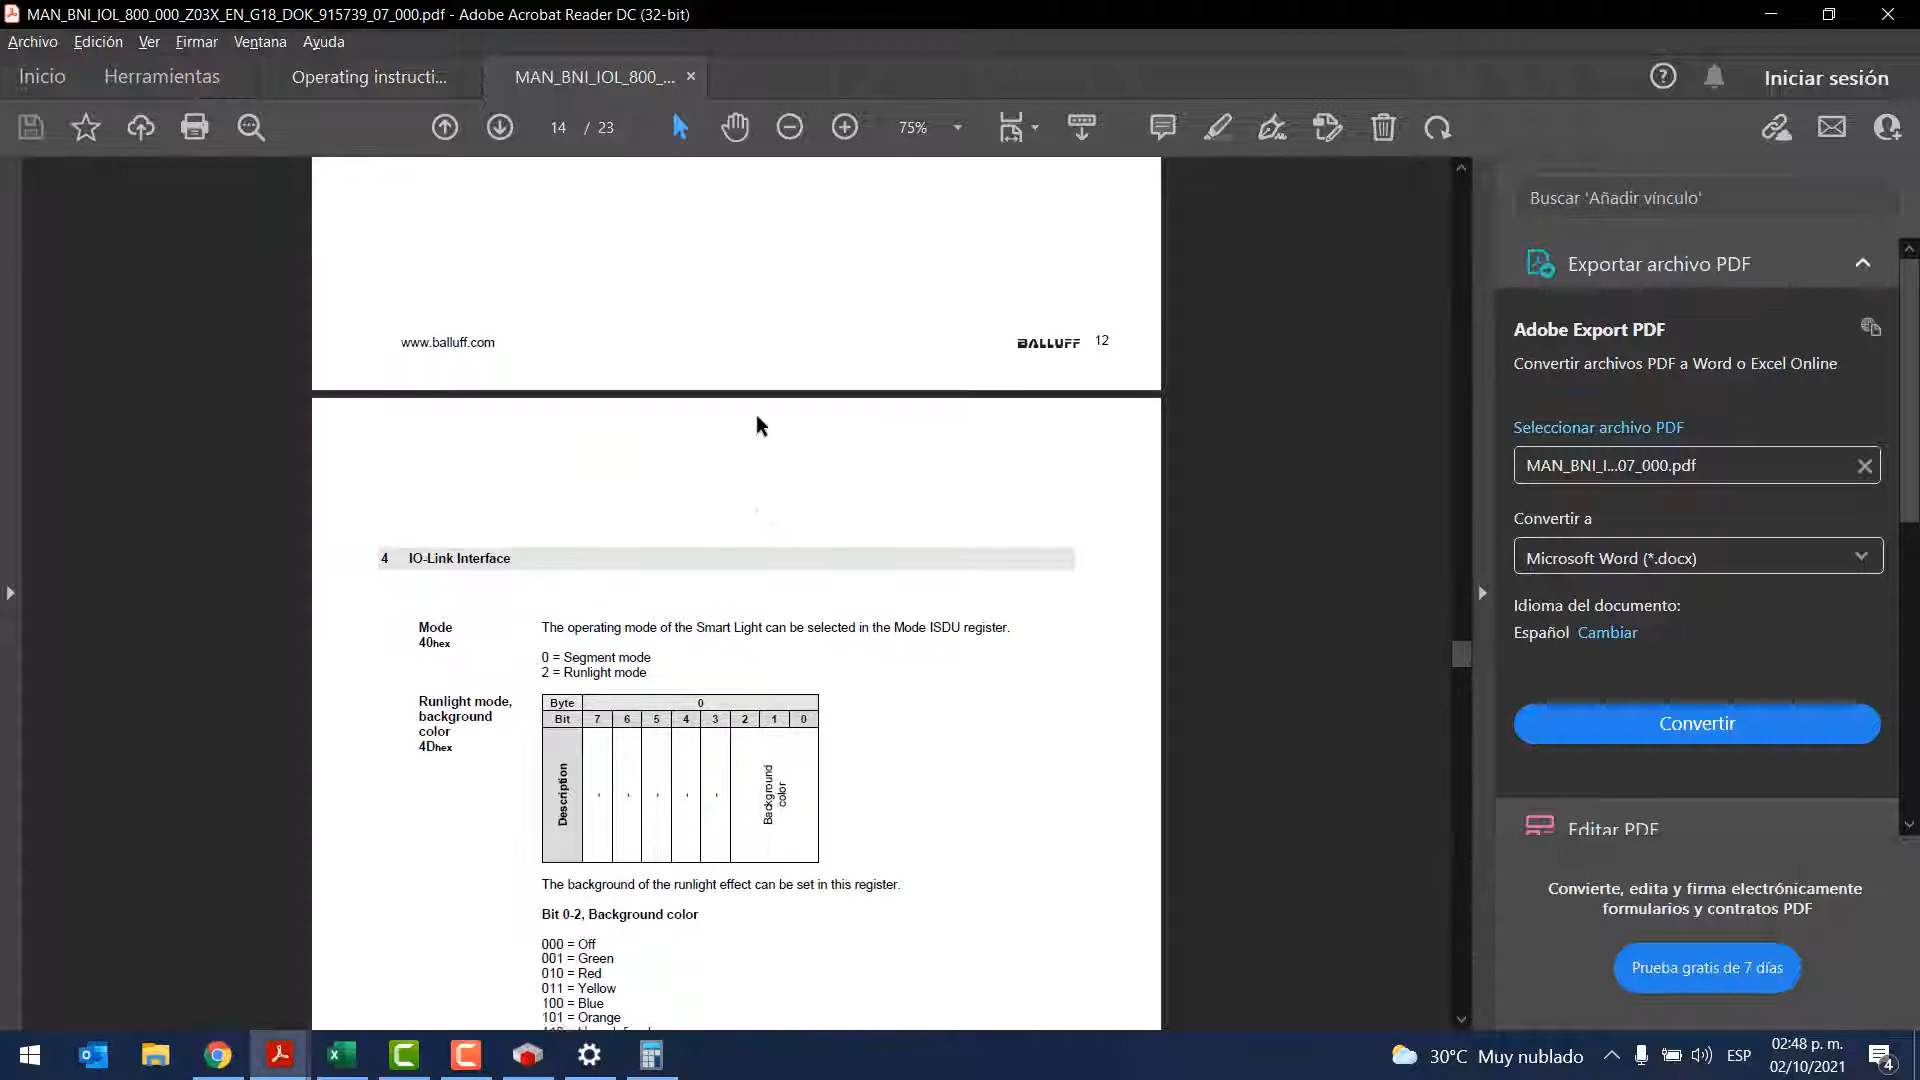 MAN_BNI_IOL_800_000_Z03X_EN_G18_DOK_915739_07_000.pdf - Adobe Acrobat Reader DC (32-bit)
Archivo Edición Ver Firmar Ventana Ayuda
Inicio Herramientas Operating instructi... MAN_BNI_IOL_800_... Iniciar sesión
14 / 23 75%
Buscar 'Añadir vínculo'
Exportar archivo PDF
www.balluff.com BALLUFF 12
Adobe Export PDF
Convertir archivos PDF a Word o Excel Online
Seleccionar archivo PDF
MAN_BNI_I...07_000.pdf
Convertir a
Microsoft Word (*.docx)
Idioma del documento:
Español Cambiar
Convertir
Editar PDF
Convierte, edita y firma electrónicamente
formularios y contratos PDF
Prueba gratis de 7 días
4 IO-Link Interface
Mode
40hex
The operating mode of the Smart Light can be selected in the Mode ISDU register.
0 = Segment mode
2 = Runlight mode
Runlight mode,
background
color
4Dhex
Byte 0
Bit 7 6 5 4 3 2 1 0
Description - - - - - Background
color
The background of the runlight effect can be set in this register.
Bit 0-2, Background color
000 = Off
001 = Green
010 = Red
011 = Yellow
100 = Blue
101 = Orange
30°C Muy nublado ESP 02:48 p. m.
02/10/2021
4